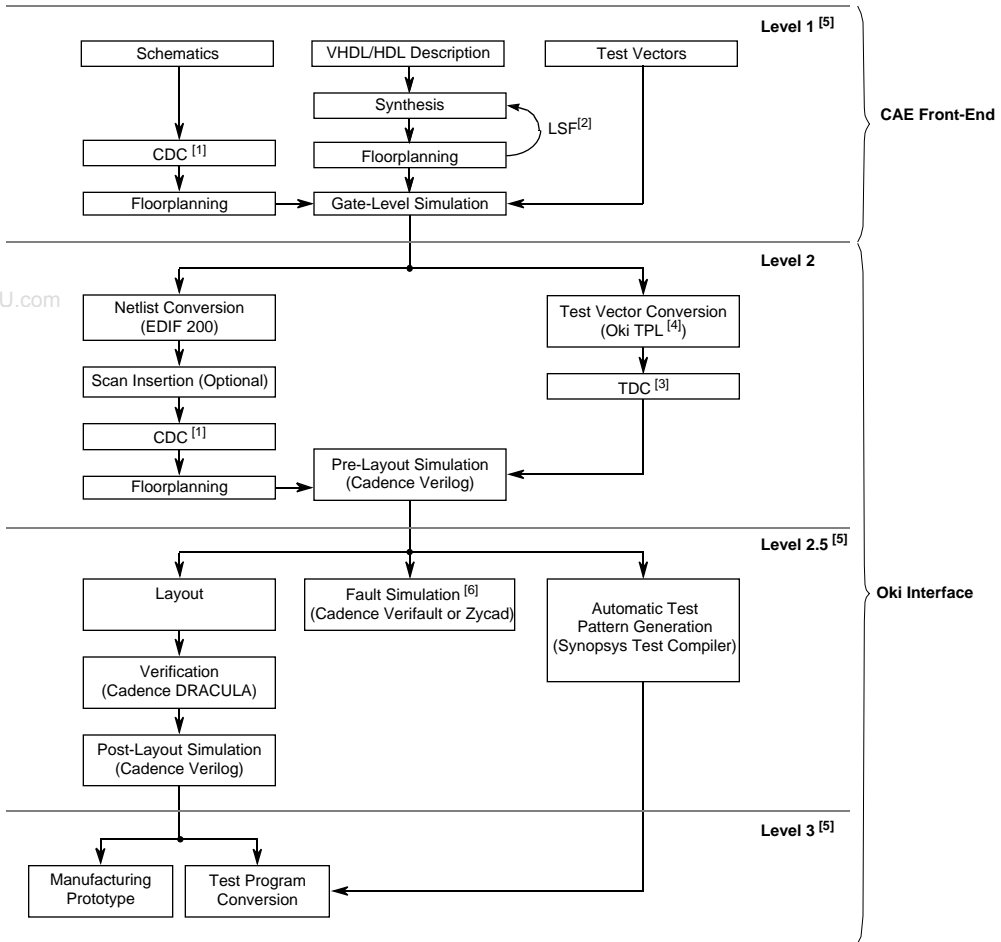 Level 1 [5]
Schematics
VHDL/HDL Description
Test Vectors
Synthesis
LSF[2]
CAE Front-End
CDC [1]
Floorplanning
Floorplanning
Gate-Level Simulation
Level 2
U.com
Netlist Conversion
(EDIF 200)
Test Vector Conversion
(Oki TPL [4])
Scan Insertion (Optional)
TDC [3]
CDC [1]
Floorplanning
Pre-Layout Simulation
(Cadence Verilog)
Level 2.5 [5]
Layout
Fault Simulation [6]
(Cadence Verifault or Zycad)
Automatic Test
Pattern Generation
(Synopsys Test Compiler)
Oki Interface
Verification
(Cadence DRACULA)
Post-Layout Simulation
(Cadence Verilog)
Level 3 [5]
Manufacturing
Prototype
Test Program
Conversion